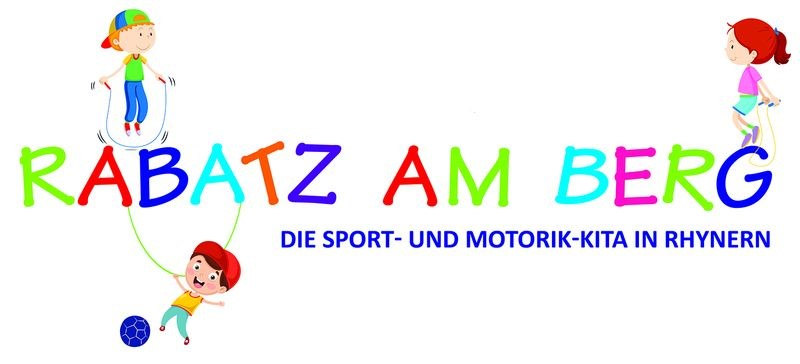 RABATZ AM BERG
DIE SPORT- UND MOTORIK-KITA IN RHYNERN